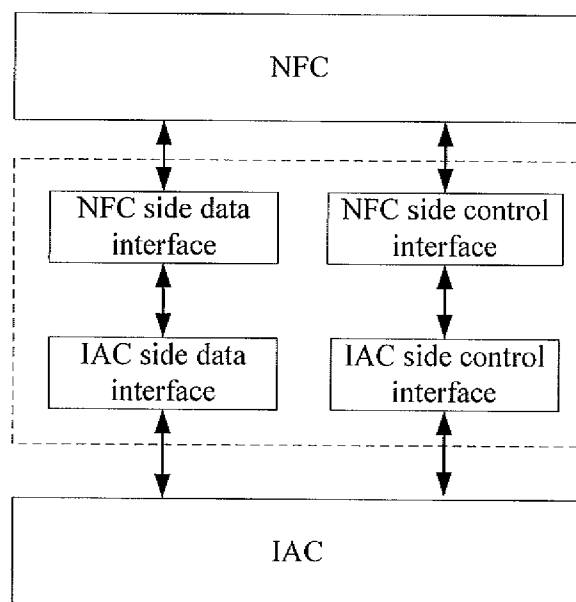 NFC
NFC side data
interface
NFC side control
interface
IAC side data
interface
IAC side control
interface
IAC